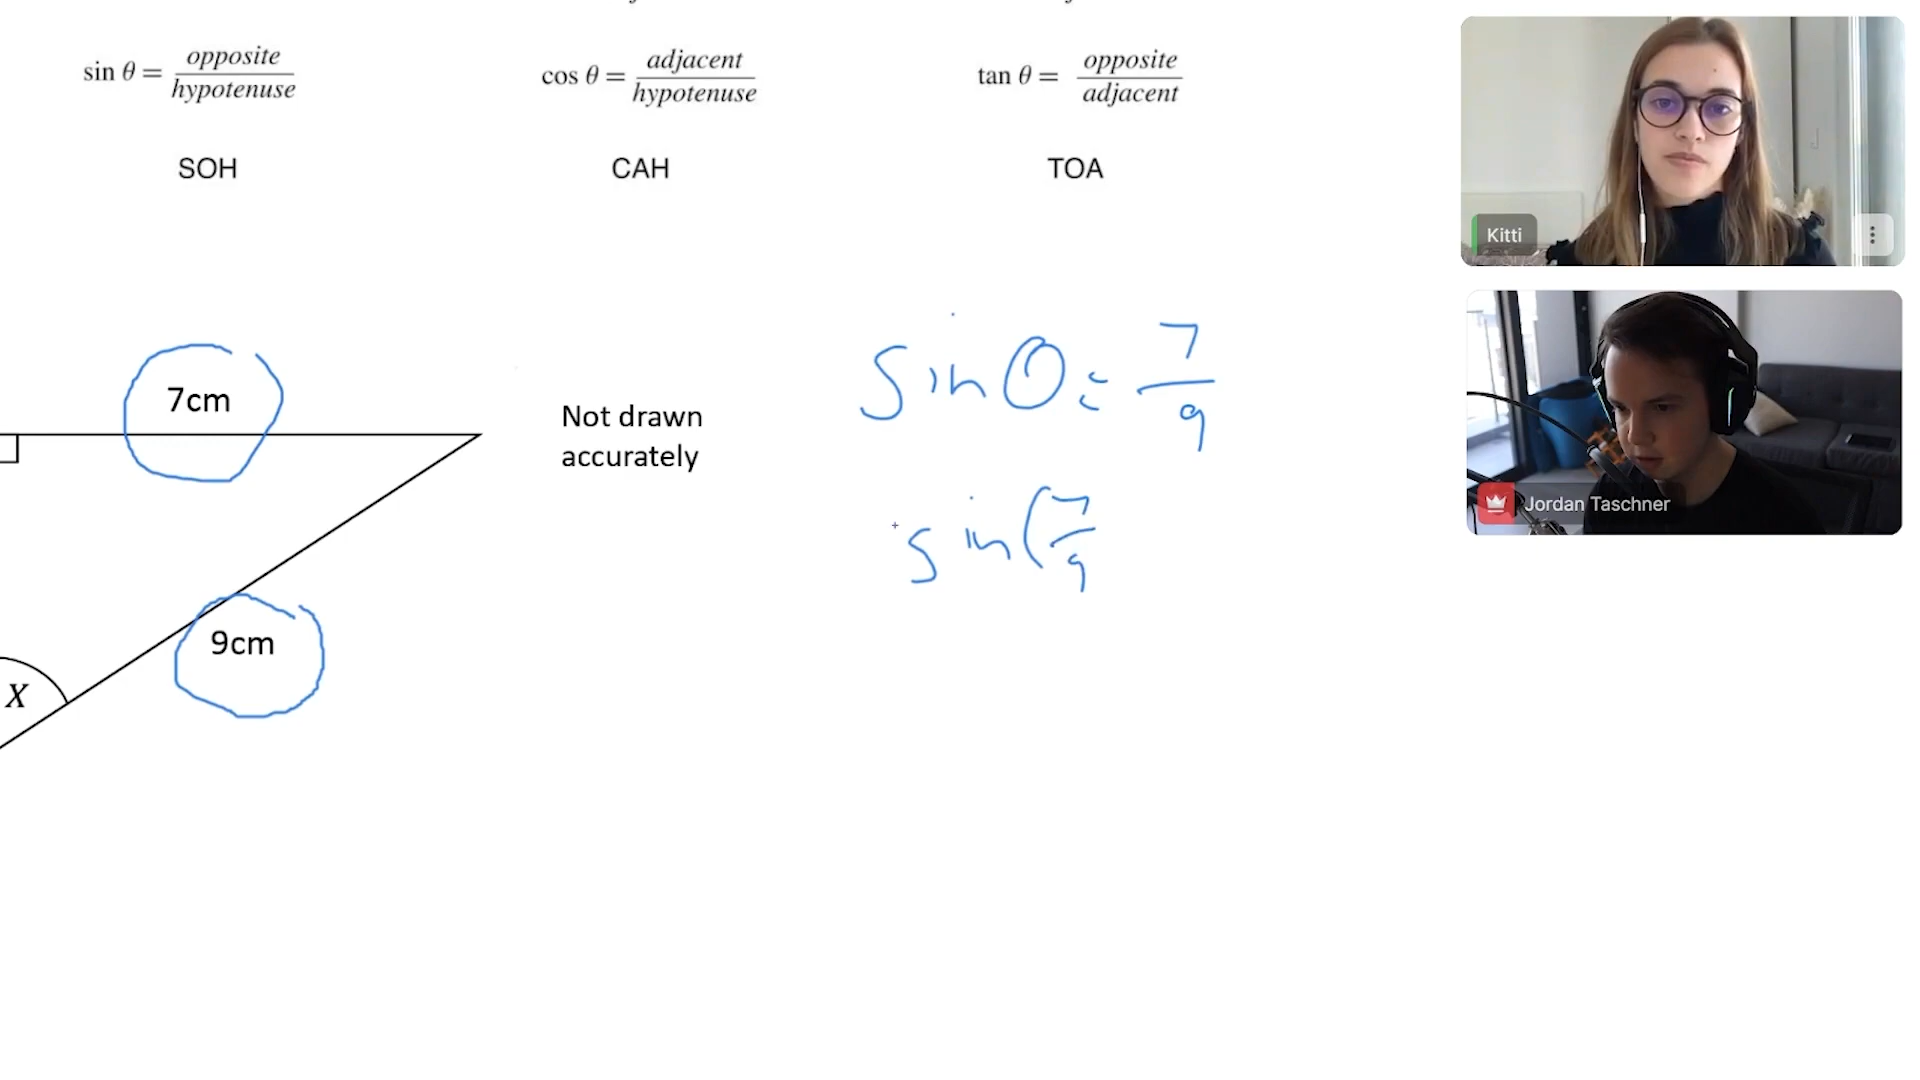 sin θ = opposite / hypotenuse
cos θ = adjacent / hypotenuse
tan θ = opposite / adjacent
SOH
CAH
TOA
Kitti
7cm
Not drawn
accurately
sin θ = 7/9
Jordan Taschner
sin(7/9
9cm
X